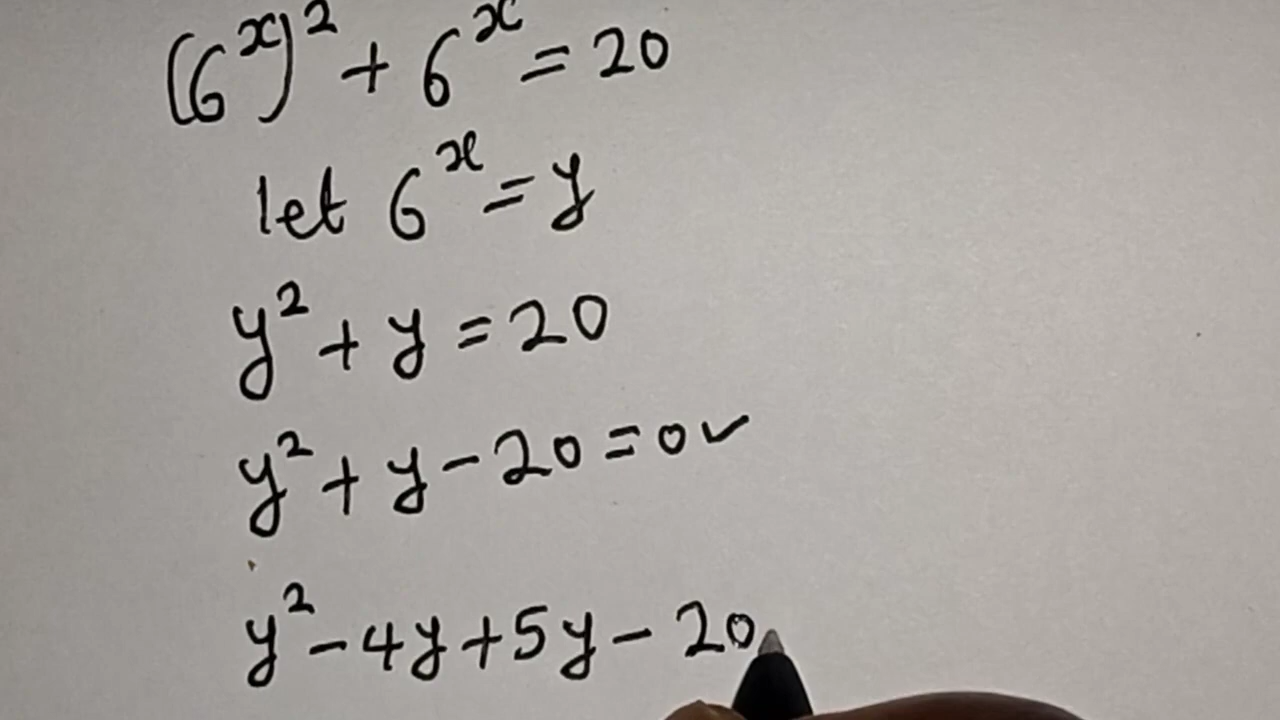 (6^x)^2 + 6^x = 20
let 6^x = y
y^2 + y = 20
y^2 + y - 20 = 0 ✓
y^2 - 4y + 5y - 20